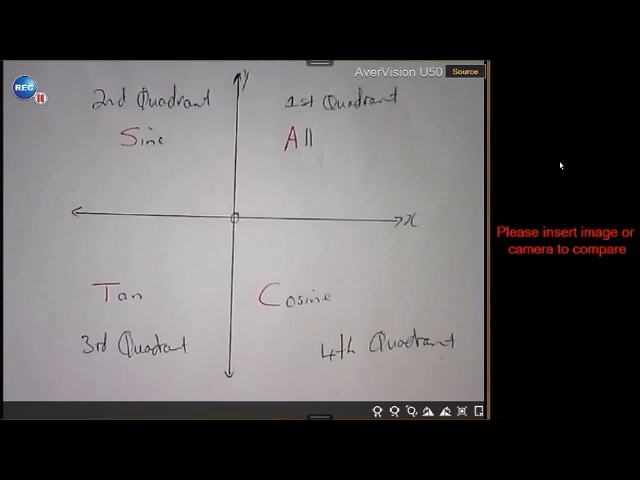 REC
AverVision U50
Source
y
2nd Quadrant
1st Quadrant
Sine
All
x
Please insert image or
camera to compare
Tan
Cosine
3rd Quadrant
4th Quadrant